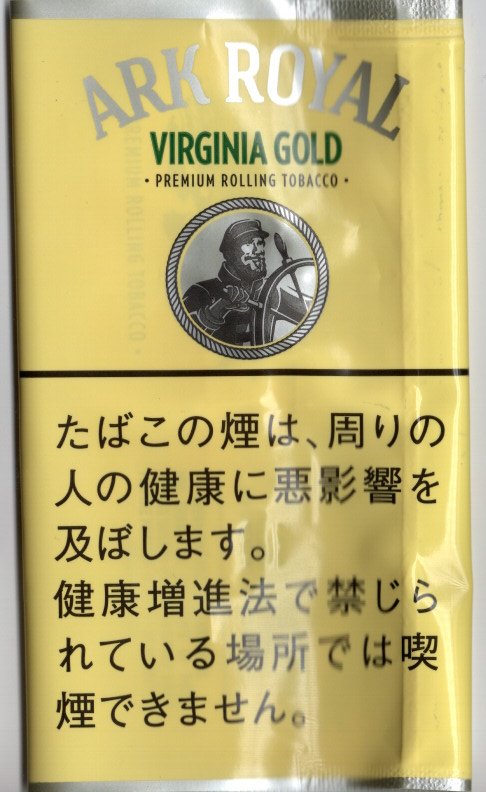 ARK ROYAL
VIRGINIA GOLD
• PREMIUM ROLLING TOBACCO •
たばこの煙は、周りの
人の健康に悪影響を
及ぼします。
健康増進法で禁じら
れている場所では喫
煙できません。